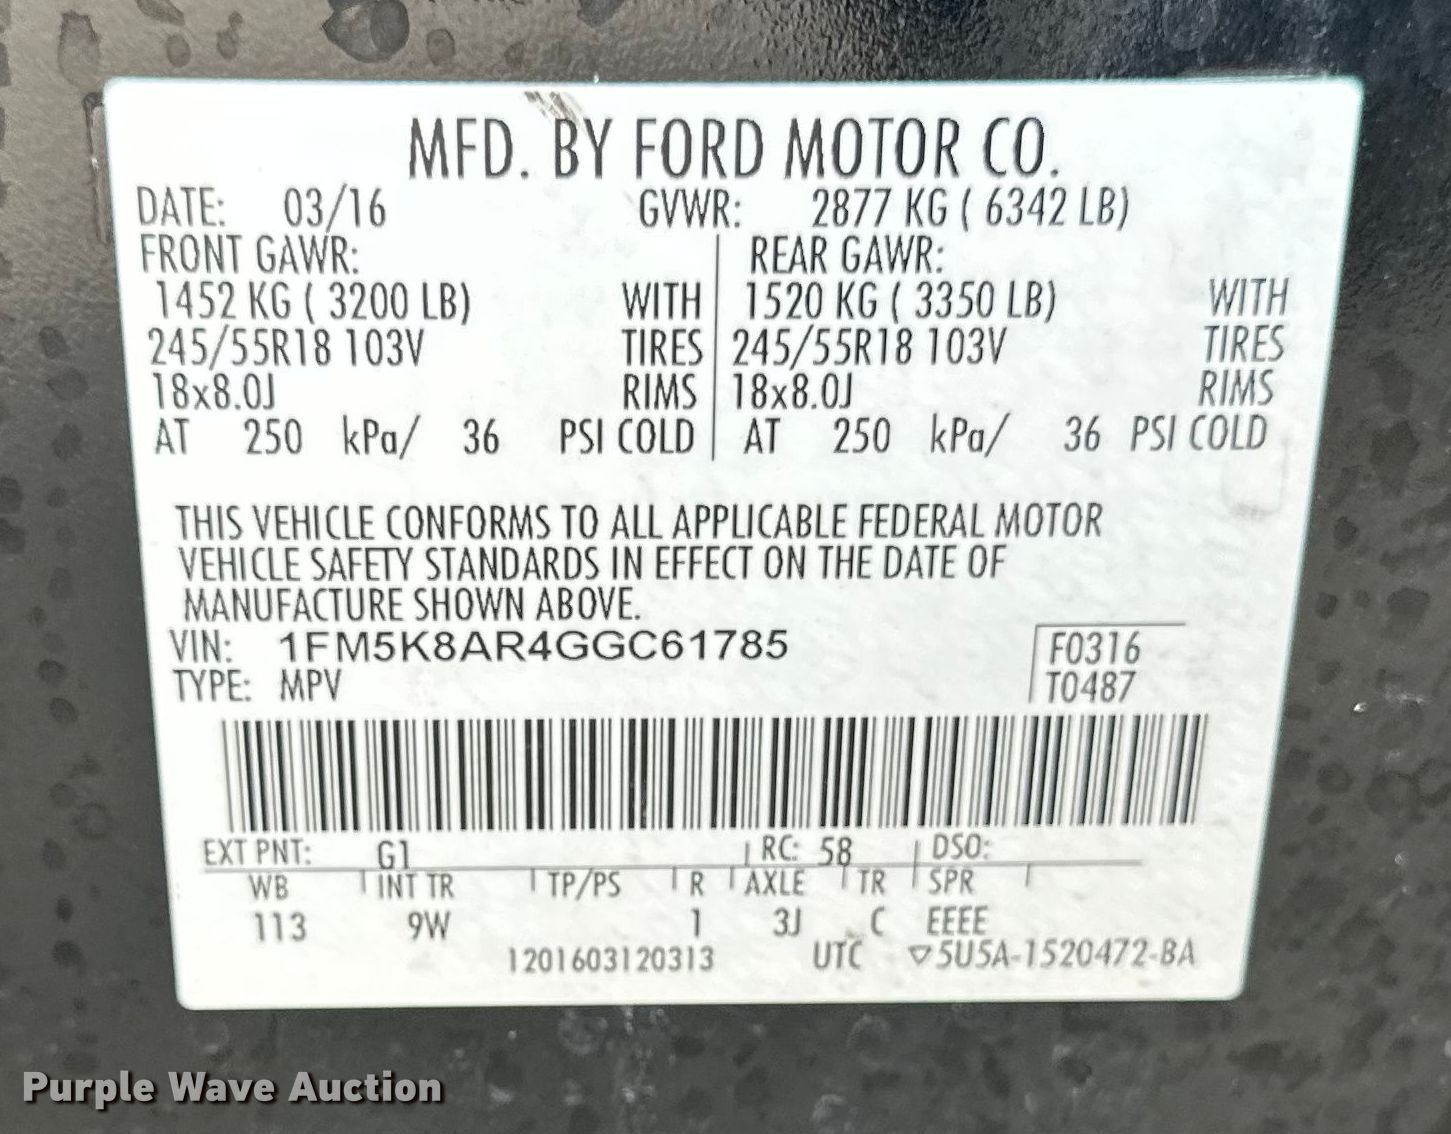 MFD. BY FORD MOTOR CO.
DATE: 03/16 GVWR: 2877 KG ( 6342 LB)
FRONT GAWR: REAR GAWR:
1452 KG ( 3200 LB) WITH 1520 KG ( 3350 LB) WITH
245/55R18 103V TIRES 245/55R18 103V TIRES
18x8.0J RIMS 18x8.0J RIMS
AT 250 kPa/ 36 PSI COLD AT 250 kPa/ 36 PSI COLD
THIS VEHICLE CONFORMS TO ALL APPLICABLE FEDERAL MOTOR
VEHICLE SAFETY STANDARDS IN EFFECT ON THE DATE OF
MANUFACTURE SHOWN ABOVE.
VIN: 1FM5K8AR4GGC61785 F0316
TYPE: MPV T0487
EXT PNT: G1 RC: 58 DSO:
WB INT TR TP/PS R AXLE TR SPR
113 9W 1 3J C EEEE
1201603120313 UTC ▽5U5A-1520472-BA
Purple Wave Auction